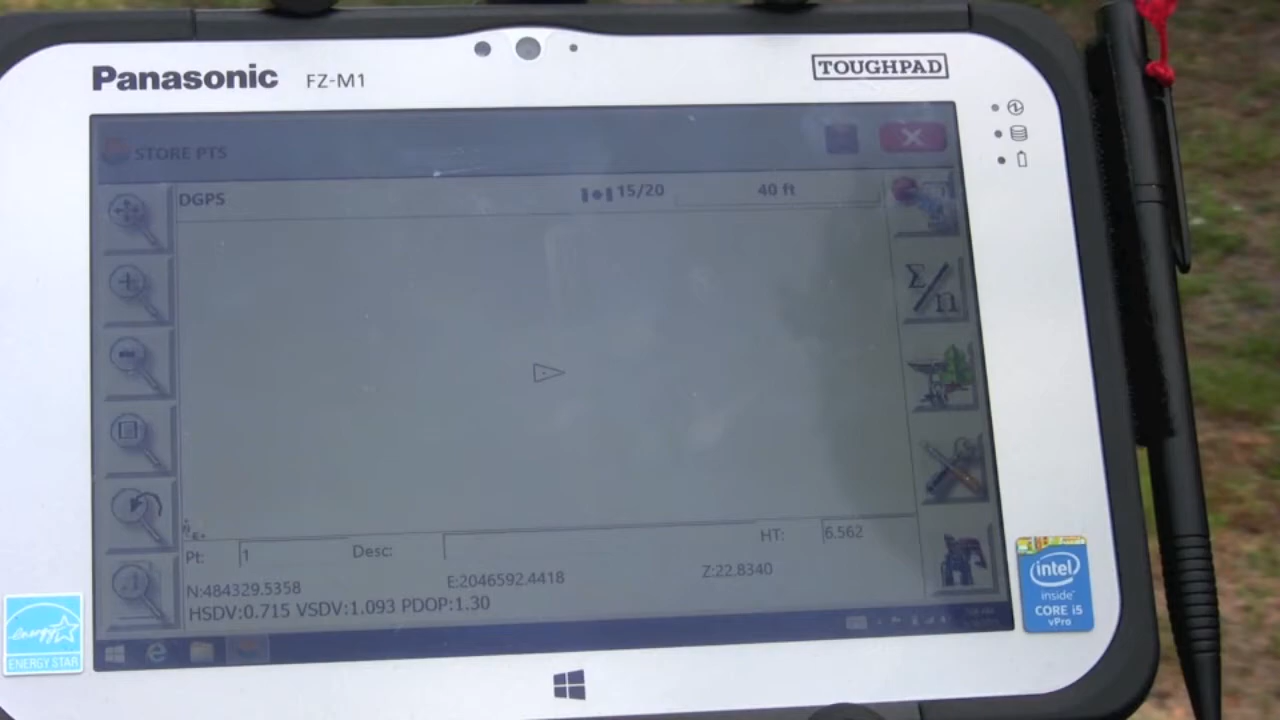 Panasonic FZ-M1 TOUGHPAD
STORE PTS
DGPS 15/20 40 ft
Σ/n
Pt: 1 Desc: HT: 6.562
N:484329.5358 E:2046592.4418 Z:22.8340
HSDV:0.715 VSDV:1.093 PDOP:1.30
energy
ENERGY STAR
intel
inside
CORE i5
vPro